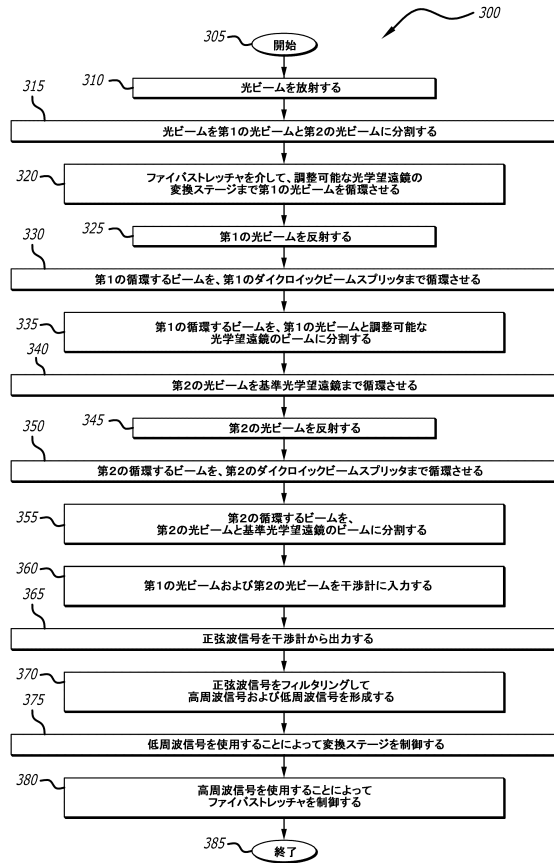 300
305
開始
310
光ビームを放射する
315
光ビームを第1の光ビームと第2の光ビームに分割する
320
ファイバストレッチャを介して、調整可能な光学望遠鏡の
変換ステージまで第1の光ビームを循環させる
325
第1の光ビームを反射する
330
第1の循環するビームを、第1のダイクロイックビームスプリッタまで循環させる
335
第1の循環するビームを、第1の光ビームと調整可能な
光学望遠鏡のビームに分割する
340
第2の光ビームを基準光学望遠鏡まで循環させる
345
第2の光ビームを反射する
350
第2の循環するビームを、第2のダイクロイックビームスプリッタまで循環させる
355
第2の循環するビームを、
第2の光ビームと基準光学望遠鏡のビームに分割する
360
第1の光ビームおよび第2の光ビームを干渉計に入力する
365
正弦波信号を干渉計から出力する
370
正弦波信号をフィルタリングして
高周波信号および低周波信号を形成する
375
低周波信号を使用することによって変換ステージを制御する
380
高周波信号を使用することによって
ファイバストレッチャを制御する
385
終了